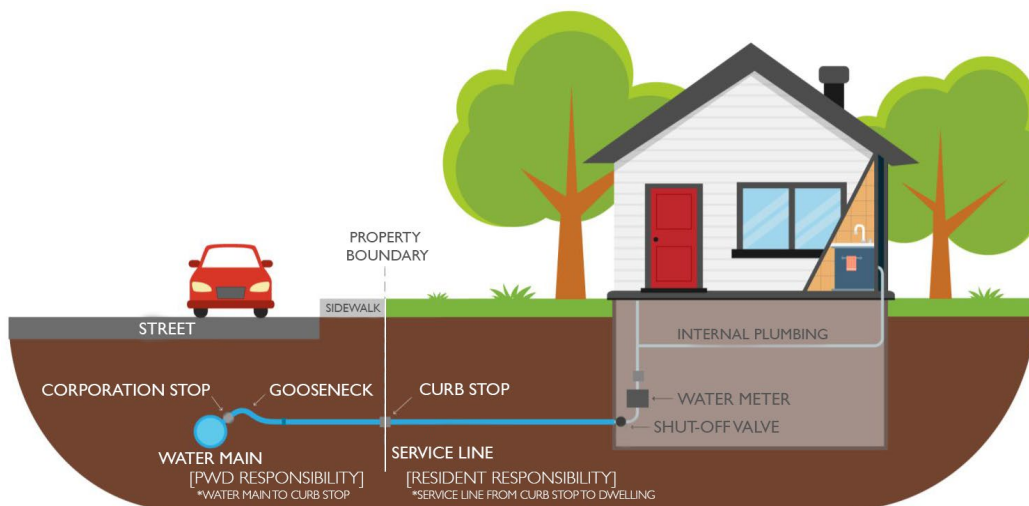 PROPERTY
BOUNDARY
SIDEWALK
STREET
INTERNAL PLUMBING
CORPORATION STOP
GOOSENECK
CURB STOP
WATER METER
SHUT-OFF VALVE
WATER MAIN
SERVICE LINE
[PWD RESPONSIBILITY]
*WATER MAIN TO CURB STOP
[RESIDENT RESPONSIBILITY]
*SERVICE LINE FROM CURB STOP TO DWELLING